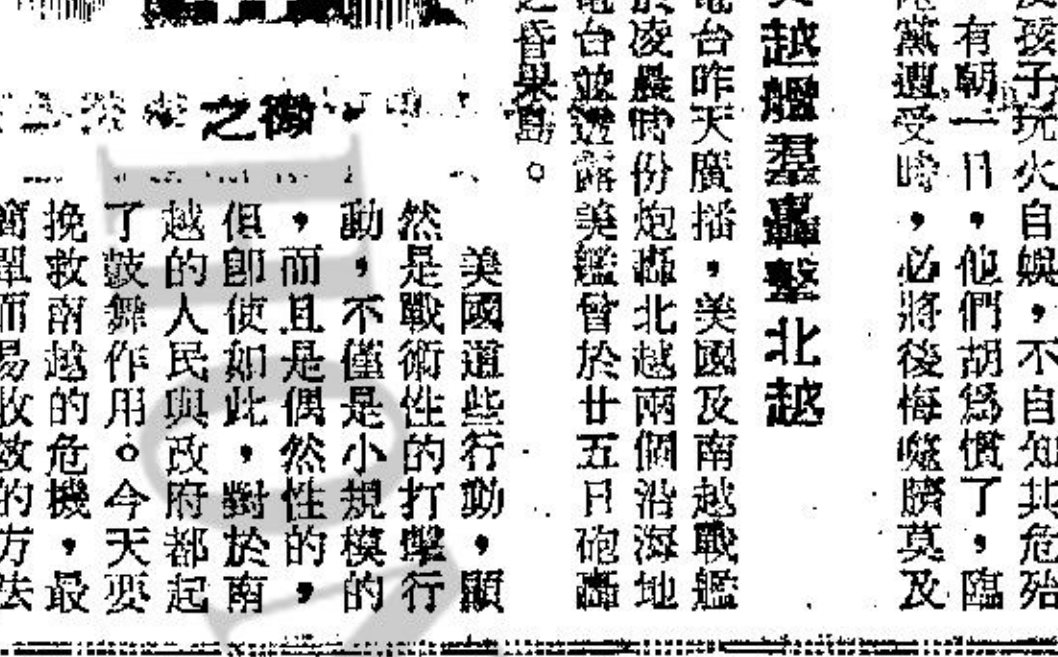 孩子玩火自娛，不自知其危殆
有朝一日，他們胡爲慣了，臨
黨遭受時，必將後悔噬臍莫及
越艦羣轟擊北越
電台昨天廣播，美國及南越戰艦
於凌晨時份炮轟北越兩個沿海地
電台並透露美艦曾於廿五日砲轟
昏果島。
之微
美國這些行動，顯
然是戰術性的打擊行
動，不僅是小規模的
，而且是偶然性的，
但即使如此，對於南
越的人民與政府都起
了鼓舞作用。今天要
挽救南越的危機，最
簡單而易收效的方法